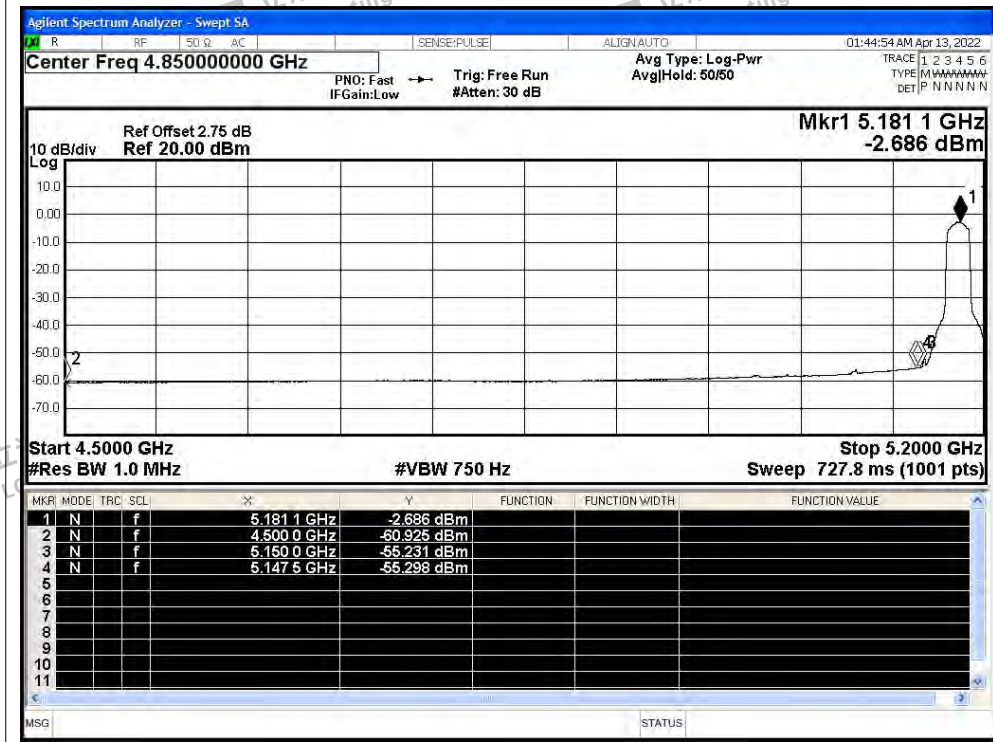 Agilent Spectrum Analyzer - Swept SA
LXI R RF 50 Ω AC SENSE:PULSE ALIGN AUTO 01:44:54 AM Apr 13, 2022
Center Freq 4.850000000 GHz
PNO: Fast
IFGain:Low
Trig: Free Run
#Atten: 30 dB
Avg Type: Log-Pwr
Avg|Hold: 50/50
TRACE 1 2 3 4 5 6
TYPE M WWWWW
DET P N N N N N
Mkr1 5.181 1 GHz
-2.686 dBm
Ref Offset 2.75 dB
10 dB/div Ref 20.00 dBm
Log
10.0
0.00
-10.0
-20.0
-30.0
-40.0
-50.0
-60.0
-70.0
1
2
4
3
Start 4.5000 GHz Stop 5.2000 GHz
#Res BW 1.0 MHz #VBW 750 Hz Sweep 727.8 ms (1001 pts)
MKR MODE TRC SCL X Y FUNCTION FUNCTION WIDTH FUNCTION VALUE
1 N f 5.181 1 GHz -2.686 dBm
2 N f 4.500 0 GHz -60.925 dBm
3 N f 5.150 0 GHz -55.231 dBm
4 N f 5.147 5 GHz -55.298 dBm
5
6
7
8
9
10
11
MSG STATUS